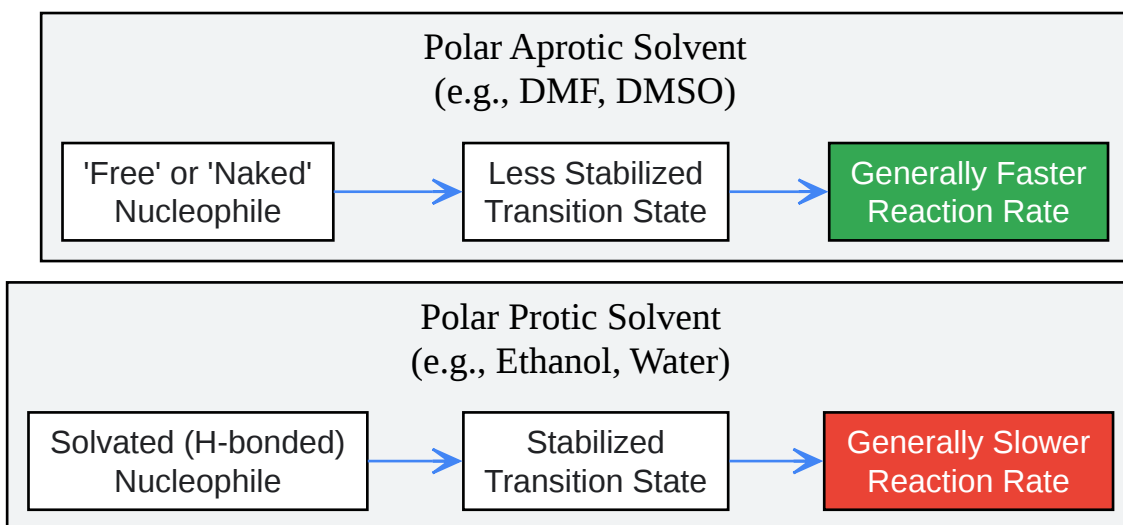 Polar Aprotic Solvent
(e.g., DMF, DMSO)
'Free' or 'Naked'
Nucleophile
Less Stabilized
Transition State
Generally Faster
Reaction Rate
Polar Protic Solvent
(e.g., Ethanol, Water)
Solvated (H-bonded)
Nucleophile
Stabilized
Transition State
Generally Slower
Reaction Rate